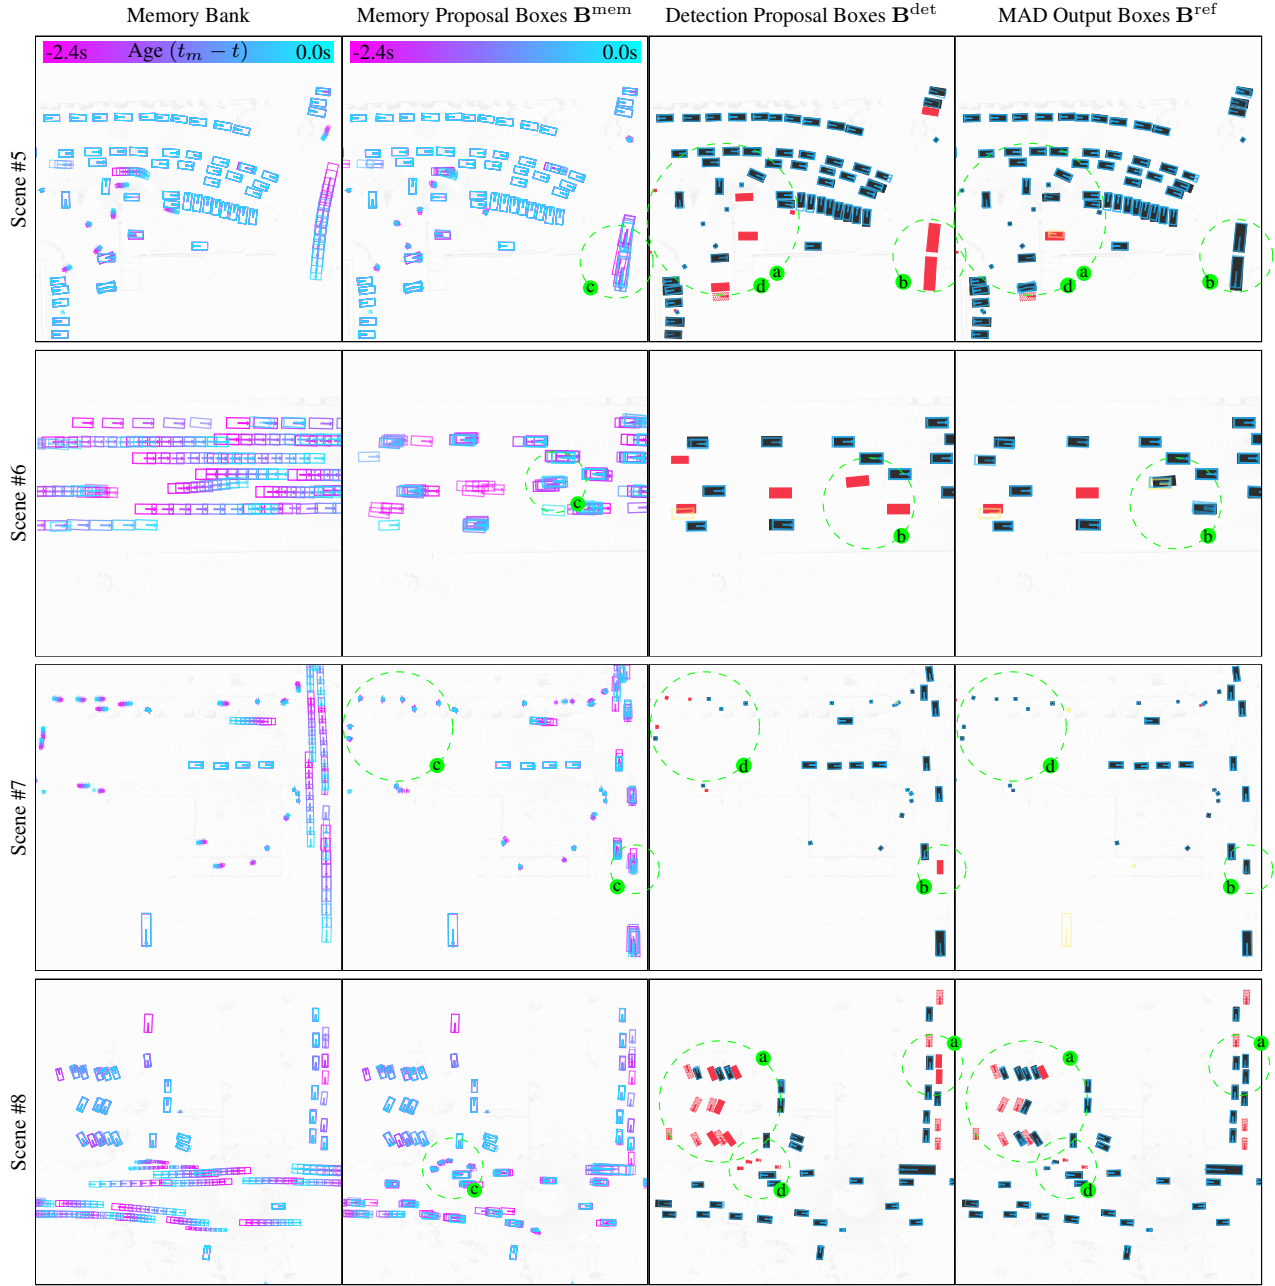 Memory Bank
Memory Proposal Boxes B^mem
Detection Proposal Boxes B^det
MAD Output Boxes B^ref
Scene #5
-2.4s Age (t_m − t) 0.0s
-2.4s 0.0s
c
a
d
b
a
d
b
Scene #6
c
b
b
Scene #7
c
c
d
b
d
b
Scene #8
c
a
a
d
a
a
d